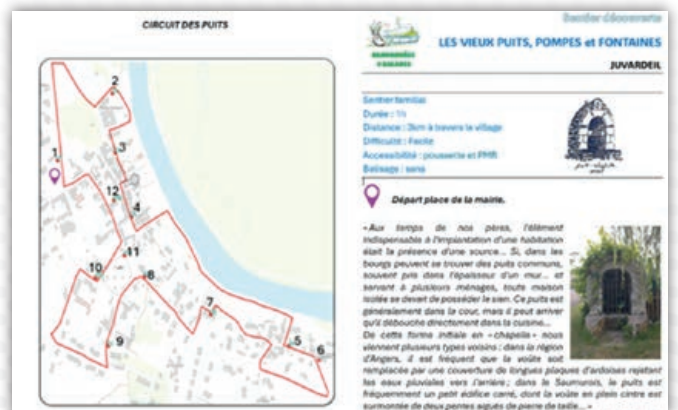 CIRCUIT DES PUITS
1
2
3
4
12
11
10
8
9
7
5
6
Sentier découverte
LES VIEUX PUITS, POMPES et FONTAINES
JUVARDEIL
Sentier familial
Durée : 1h
Distance : 3km à travers le village
Difficulté : Facile
Accessibilité : poussette et PMR
Balisage : sans
Départ place de la mairie.
«Aux temps de nos pères, l'élément
indispensable à l'implantation d'une habitation
était la présence d'une source... Si, dans les
bourgs peuvent se trouver des puits communs,
souvent pris dans l'épaisseur d'un mur... et
servant à plusieurs ménages, toute maison
isolée se devait de posséder le sien. Ce puits est
généralement dans la cour, mais il peut arriver
qu'il débouche directement dans la cuisine...
De cette forme initiale en «chapelle» nous
viennent plusieurs types voisins : dans la région
d'Angers, il est fréquent que la voûte soit
remplacée par une couverture de longues plaques d'ardoises rejetant
les eaux pluviales vers l'arrière ; dans le Saumurois, le puits est
fréquemment un petit édifice carré, dont la voûte en plein cintre est
surmontée de deux pentes aiguës de pierre de taille... »